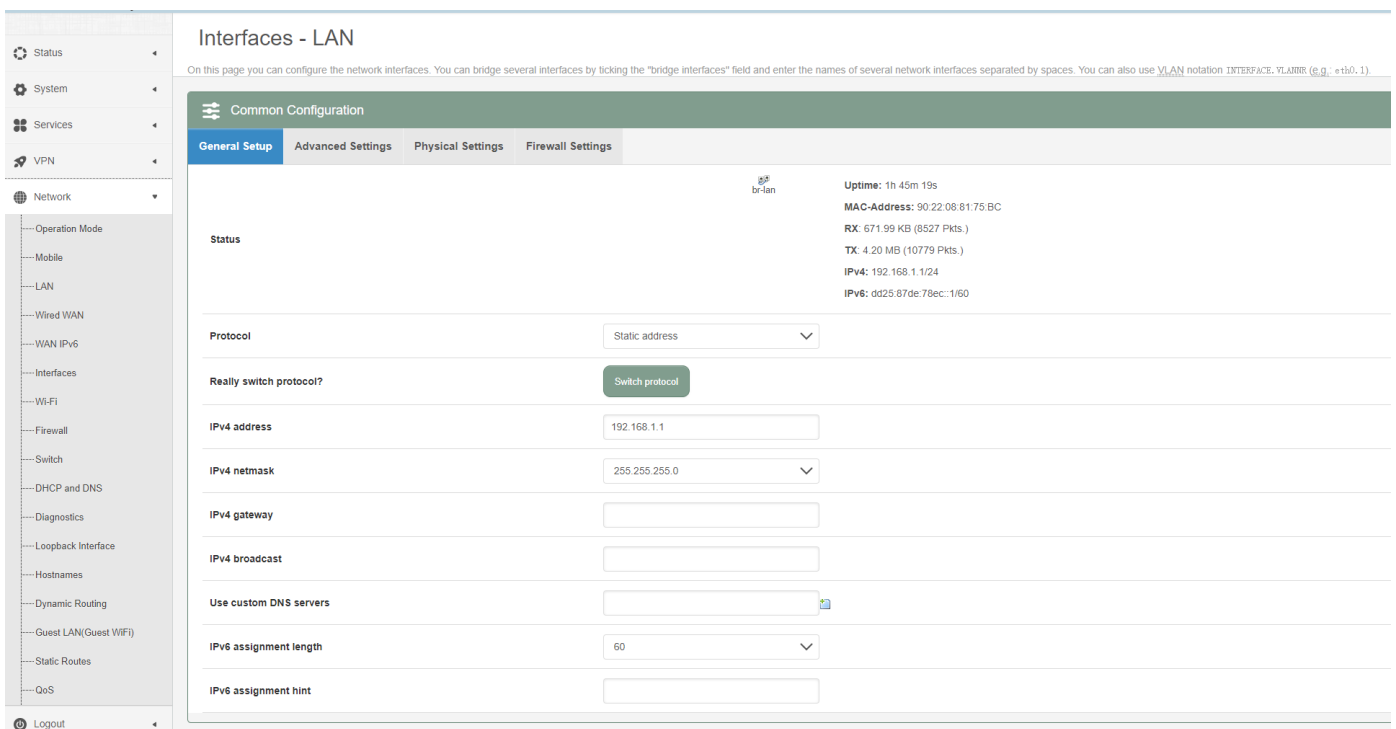 Status
System
Services
VPN
Network
Operation Mode
Mobile
LAN
Wired WAN
WAN IPv6
Interfaces
Wi-Fi
Firewall
Switch
DHCP and DNS
Diagnostics
Loopback Interface
Hostnames
Dynamic Routing
Guest LAN(Guest WiFi)
Static Routes
QoS
Logout
Interfaces - LAN
On this page you can configure the network interfaces. You can bridge several interfaces by ticking the "bridge interfaces" field and enter the names of several network interfaces separated by spaces. You can also use VLAN notation INTERFACE.VLANNR (e.g.: eth0.1).
Common Configuration
General Setup Advanced Settings Physical Settings Firewall Settings
Status
br-lan
Uptime: 1h 45m 19s
MAC-Address: 90:22:08:81:75:BC
RX: 671.99 KB (8527 Pkts.)
TX: 4.20 MB (10779 Pkts.)
IPv4: 192.168.1.1/24
IPv6: dd25:87de:78ec::1/60
Protocol Static address
Really switch protocol? Switch protocol
IPv4 address 192.168.1.1
IPv4 netmask 255.255.255.0
IPv4 gateway
IPv4 broadcast
Use custom DNS servers
IPv6 assignment length 60
IPv6 assignment hint